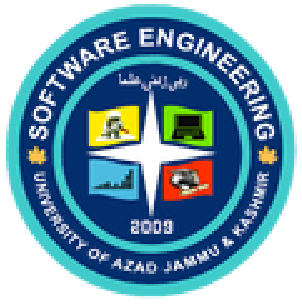 SOFTWARE ENGINEERING
رَبِّ زِدْنِي عِلْمًا
2009
UNIVERSITY OF AZAD JAMMU & KASHMIR